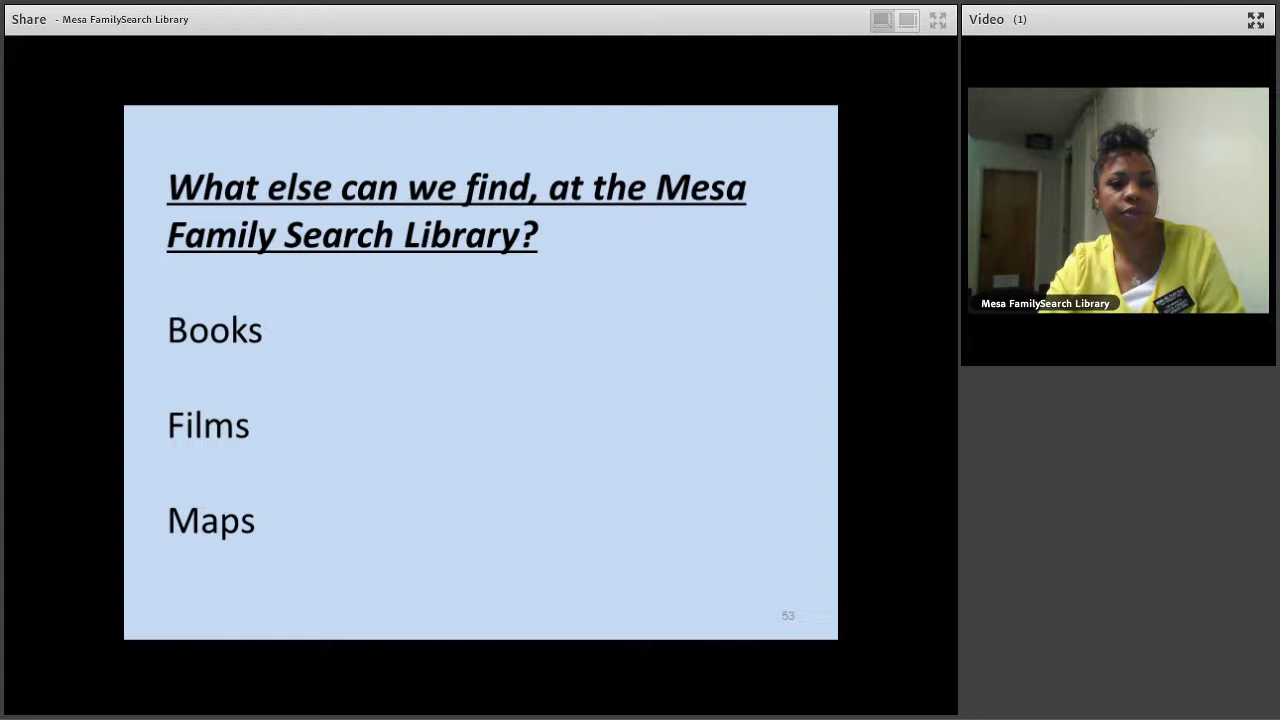 Share - Mesa FamilySearch Library
Video (1)
What else can we find, at the Mesa
Family Search Library?
Books
Films
Maps
53
Mesa FamilySearch Library